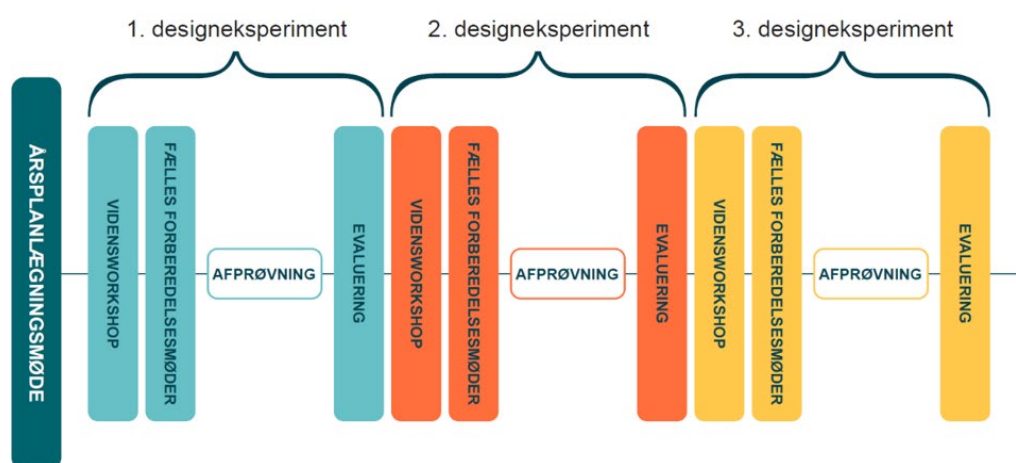 1. designeksperiment
2. designeksperiment
3. designeksperiment
ÅRSPLANLÆGNINGSMØDE
VIDENSWORKSHOP
FÆLLES FORBEREDELSESMØDER
AFPRØVNING
EVALUERING
VIDENSWORKSHOP
FÆLLES FORBEREDELSESMØDER
AFPRØVNING
EVALUERING
VIDENSWORKSHOP
FÆLLES FORBEREDELSESMØDER
AFPRØVNING
EVALUERING